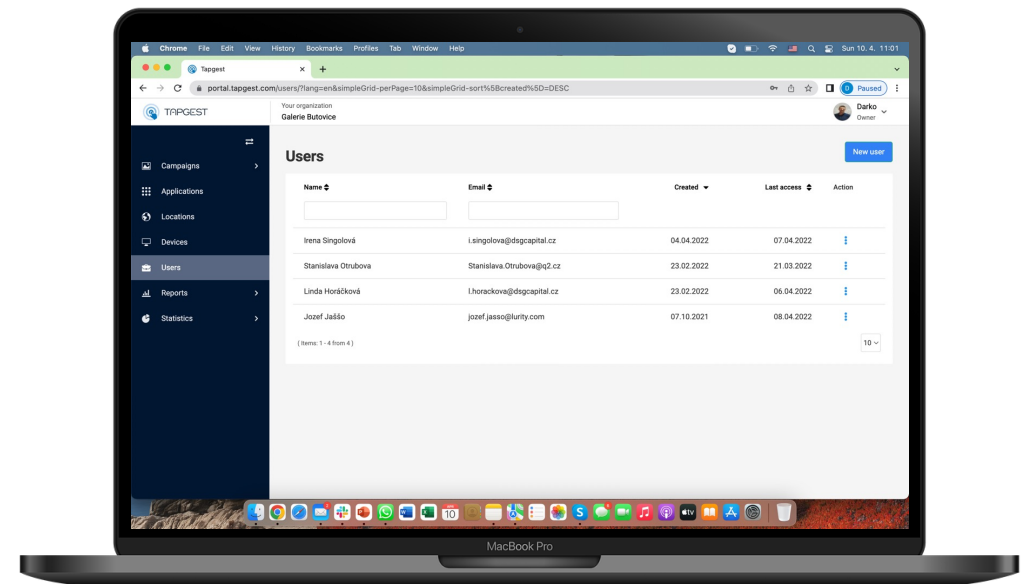 Chrome File Edit View History Bookmarks Profiles Tab Window Help Sun 10. 4. 11:01
Tapgest
portal.tapgest.com/users/?lang=en&simpleGrid-perPage=10&simpleGrid-sort%5Bcreated%5D=DESC D Paused
TAPGEST
Your organization
Galerie Butovice
Darko
Owner
Campaigns
Applications
Locations
Devices
Users
Reports
Statistics
Users
New user
Name Email Created Last access Action
Irena Singolová i.singolova@dsgcapital.cz 04.04.2022 07.04.2022
Stanislava Otrubova Stanislava.Otrubova@q2.cz 23.02.2022 21.03.2022
Linda Horáčková l.horackova@dsgcapital.cz 23.02.2022 06.04.2022
Jozef Jaššo jozef.jasso@lurity.com 07.10.2021 08.04.2022
( Items: 1 - 4 from 4 ) 10
10 tv
MacBook Pro